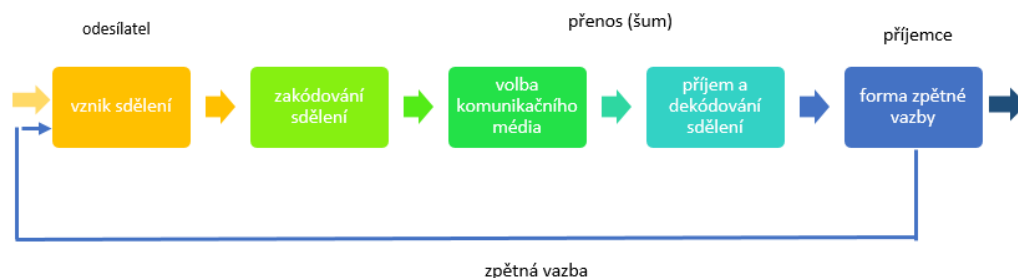 odesílatel
přenos (šum)
příjemce
vznik sdělení
zakódování
sdělení
volba
komunikačního
média
příjem a
dekódování
sdělení
forma zpětné
vazby
zpětná vazba